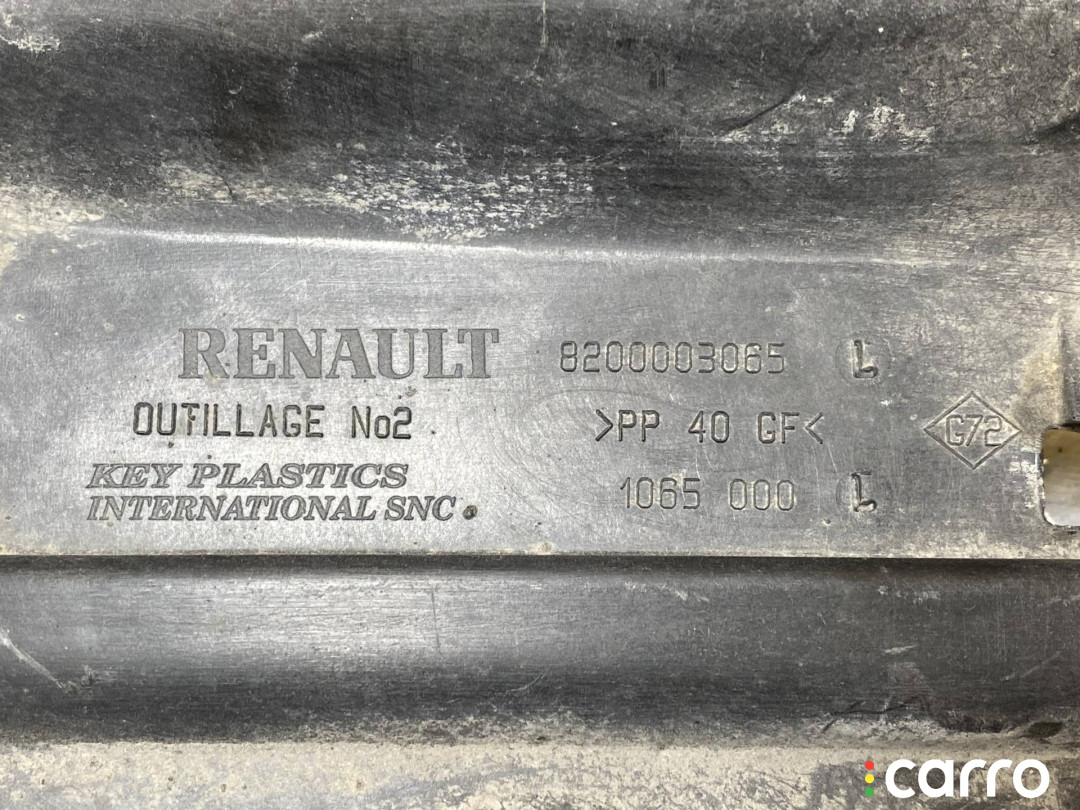 RENAULT 8200003065 L
OUTILLAGE No2 >PP 40 GF< G72
KEY PLASTICS
INTERNATIONAL SNC. 1065 000 L
carro